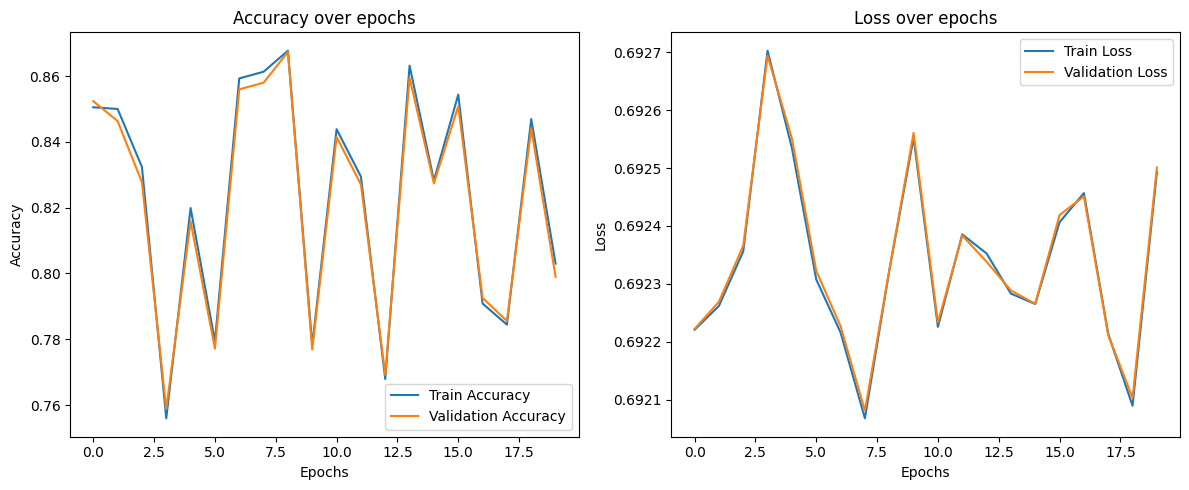 Accuracy over epochs
Accuracy
0.86
0.84
0.82
0.80
0.78
0.76
Train Accuracy
Validation Accuracy
0.0 2.5 5.0 7.5 10.0 12.5 15.0 17.5
Epochs
Loss over epochs
Loss
0.6927
0.6926
0.6925
0.6924
0.6923
0.6922
0.6921
Train Loss
Validation Loss
0.0 2.5 5.0 7.5 10.0 12.5 15.0 17.5
Epochs